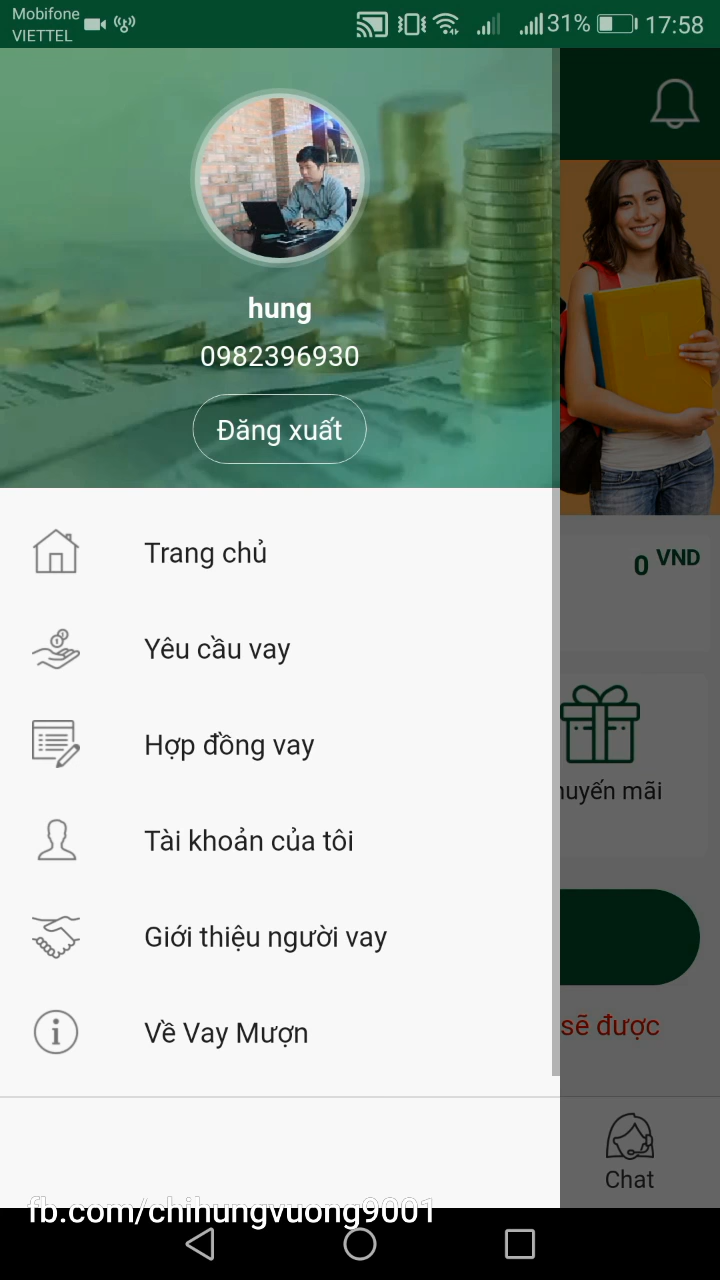 Mobifone
VIETTEL
31%
17:58
hung
0982396930
Đăng xuất
Trang chủ
Yêu cầu vay
Hợp đồng vay
Tài khoản của tôi
Giới thiệu người vay
Về Vay Mượn
0 VND
huyến mãi
sẽ được
Chat
fb.com/chihungvuong9001